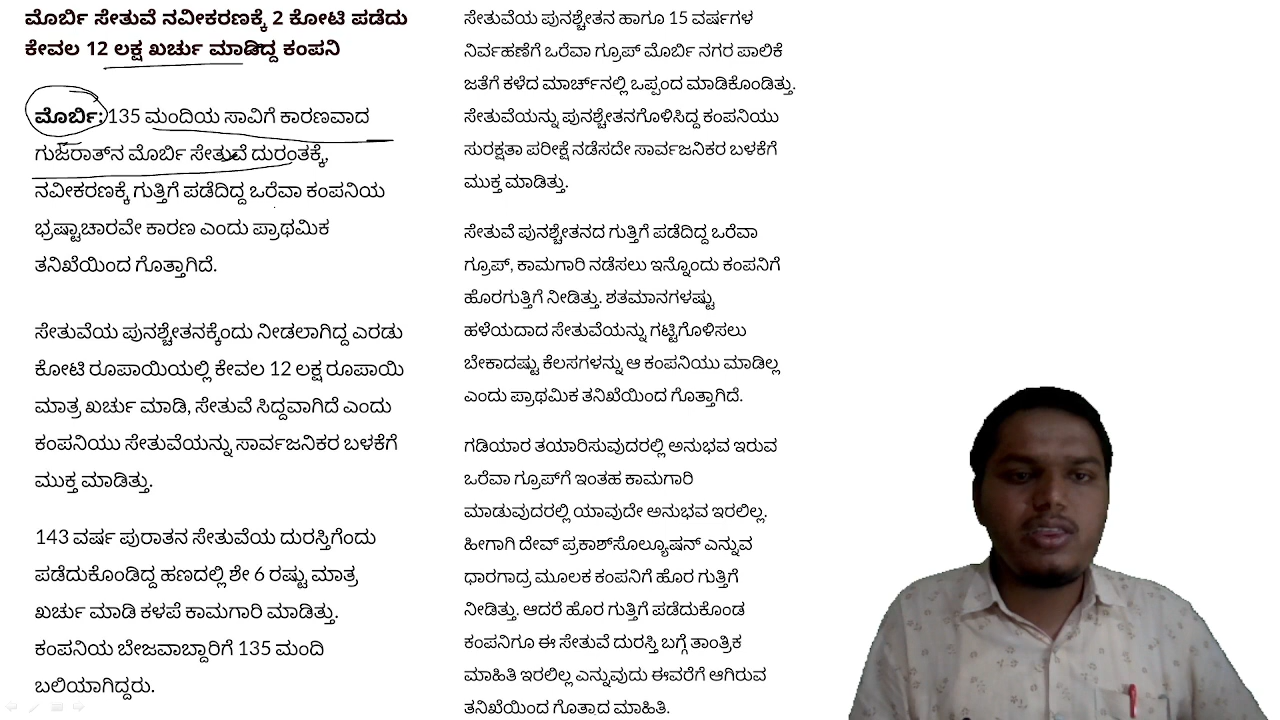 ಮೊರ್ಬಿ ಸೇತುವೆ ನವೀಕರಣಕ್ಕೆ 2 ಕೋಟಿ ಪಡೆದು
ಕೇವಲ 12 ಲಕ್ಷ ಖರ್ಚು ಮಾಡಿದ್ದ ಕಂಪನಿ
ಮೊರ್ಬಿ: 135 ಮಂದಿಯ ಸಾವಿಗೆ ಕಾರಣವಾದ
ಗುಜರಾತ್‌ನ ಮೊರ್ಬಿ ಸೇತುವೆ ದುರಂತಕ್ಕೆ,
ನವೀಕರಣಕ್ಕೆ ಗುತ್ತಿಗೆ ಪಡೆದಿದ್ದ ಒರೆವಾ ಕಂಪನಿಯ
ಭ್ರಷ್ಟಾಚಾರವೇ ಕಾರಣ ಎಂದು ಪ್ರಾಥಮಿಕ
ತನಿಖೆಯಿಂದ ಗೊತ್ತಾಗಿದೆ.
ಸೇತುವೆಯ ಪುನಶ್ಚೇತನಕ್ಕೆಂದು ನೀಡಲಾಗಿದ್ದ ಎರಡು
ಕೋಟಿ ರೂಪಾಯಿಯಲ್ಲಿ ಕೇವಲ 12 ಲಕ್ಷ ರೂಪಾಯಿ
ಮಾತ್ರ ಖರ್ಚು ಮಾಡಿ, ಸೇತುವೆ ಸಿದ್ದವಾಗಿದೆ ಎಂದು
ಕಂಪನಿಯು ಸೇತುವೆಯನ್ನು ಸಾರ್ವಜನಿಕರ ಬಳಕೆಗೆ
ಮುಕ್ತ ಮಾಡಿತ್ತು.
143 ವರ್ಷ ಪುರಾತನ ಸೇತುವೆಯ ದುರಸ್ತಿಗೆಂದು
ಪಡೆದುಕೊಂಡಿದ್ದ ಹಣದಲ್ಲಿ ಶೇ 6 ರಷ್ಟು ಮಾತ್ರ
ಖರ್ಚು ಮಾಡಿ ಕಳಪೆ ಕಾಮಗಾರಿ ಮಾಡಿತ್ತು.
ಕಂಪನಿಯ ಬೇಜವಾಬ್ದಾರಿಗೆ 135 ಮಂದಿ
ಬಲಿಯಾಗಿದ್ದರು.
ಸೇತುವೆಯ ಪುನಶ್ಚೇತನ ಹಾಗೂ 15 ವರ್ಷಗಳ
ನಿರ್ವಹಣೆಗೆ ಒರೆವಾ ಗ್ರೂಪ್ ಮೊರ್ಬಿ ನಗರ ಪಾಲಿಕೆ
ಜತೆಗೆ ಕಳೆದ ಮಾರ್ಚ್‌ನಲ್ಲಿ ಒಪ್ಪಂದ ಮಾಡಿಕೊಂಡಿತ್ತು.
ಸೇತುವೆಯನ್ನು ಪುನಶ್ಚೇತನಗೊಳಿಸಿದ್ದ ಕಂಪನಿಯು
ಸುರಕ್ಷತಾ ಪರೀಕ್ಷೆ ನಡೆಸದೇ ಸಾರ್ವಜನಿಕರ ಬಳಕೆಗೆ
ಮುಕ್ತ ಮಾಡಿತ್ತು.
ಸೇತುವೆ ಪುನಶ್ಚೇತನದ ಗುತ್ತಿಗೆ ಪಡೆದಿದ್ದ ಒರೆವಾ
ಗ್ರೂಪ್, ಕಾಮಗಾರಿ ನಡೆಸಲು ಇನ್ನೊಂದು ಕಂಪನಿಗೆ
ಹೊರಗುತ್ತಿಗೆ ನೀಡಿತ್ತು. ಶತಮಾನಗಳಷ್ಟು
ಹಳೆಯದಾದ ಸೇತುವೆಯನ್ನು ಗಟ್ಟಿಗೊಳಿಸಲು
ಬೇಕಾದಷ್ಟು ಕೆಲಸಗಳನ್ನು ಆ ಕಂಪನಿಯು ಮಾಡಿಲ್ಲ
ಎಂದು ಪ್ರಾಥಮಿಕ ತನಿಖೆಯಿಂದ ಗೊತ್ತಾಗಿದೆ.
ಗಡಿಯಾರ ತಯಾರಿಸುವುದರಲ್ಲಿ ಅನುಭವ ಇರುವ
ಒರೆವಾ ಗ್ರೂಪ್‌ಗೆ ಇಂತಹ ಕಾಮಗಾರಿ
ಮಾಡುವುದರಲ್ಲಿ ಯಾವುದೇ ಅನುಭವ ಇರಲಿಲ್ಲ.
ಹೀಗಾಗಿ ದೇವ್ ಪ್ರಕಾಶ್‌ಸೊಲ್ಯೂಷನ್ ಎನ್ನುವ
ಧಾರಗಾದ್ರ ಮೂಲಕ ಕಂಪನಿಗೆ ಹೊರ ಗುತ್ತಿಗೆ
ನೀಡಿತ್ತು. ಆದರೆ ಹೊರ ಗುತ್ತಿಗೆ ಪಡೆದುಕೊಂಡ
ಕಂಪನಿಗೂ ಈ ಸೇತುವೆ ದುರಸ್ತಿ ಬಗ್ಗೆ ತಾಂತ್ರಿಕ
ಮಾಹಿತಿ ಇರಲಿಲ್ಲ ಎನ್ನುವುದು ಈವರೆಗೆ ಆಗಿರುವ
ತನಿಖೆಯಿಂದ ಗೊತ್ತಾದ ಮಾಹಿತಿ.